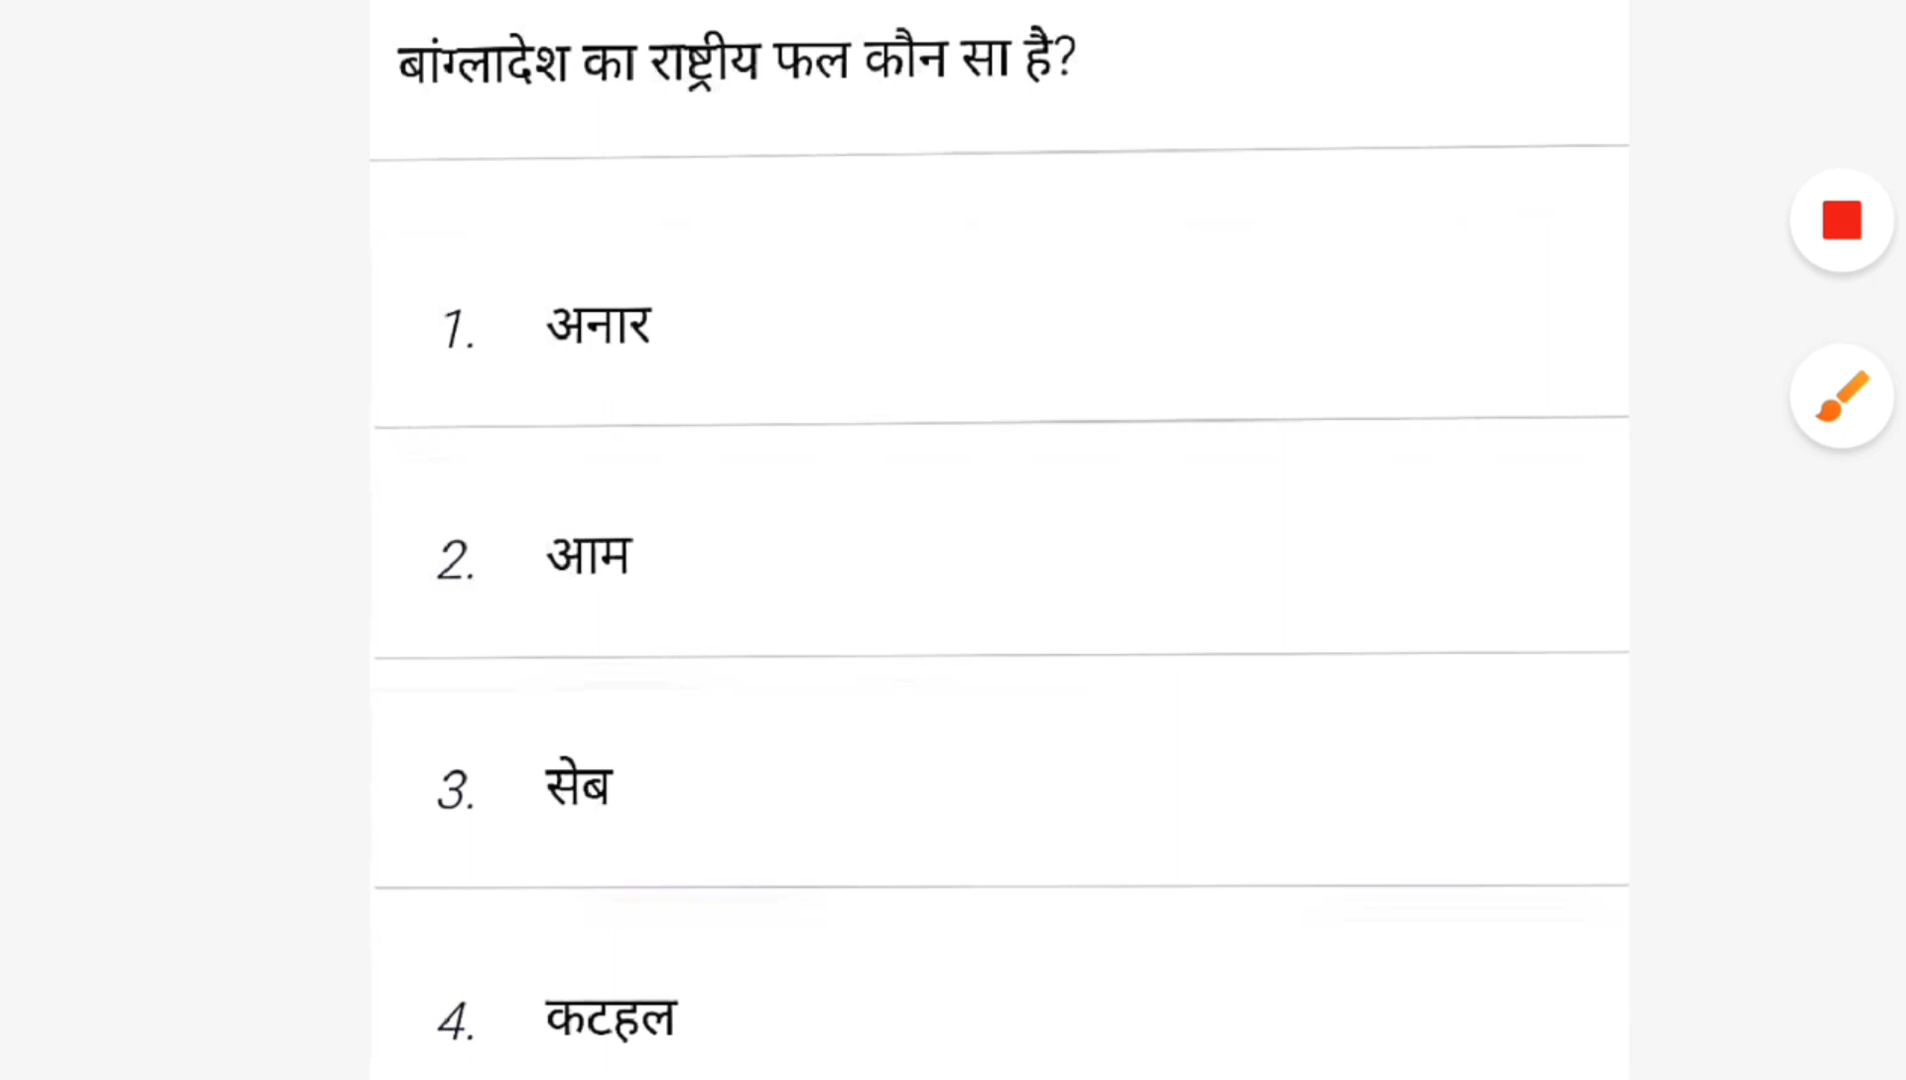 बांग्लादेश का राष्ट्रीय फल कौन सा है?
1. अनार
2. आम
3. सेब
4. कटहल